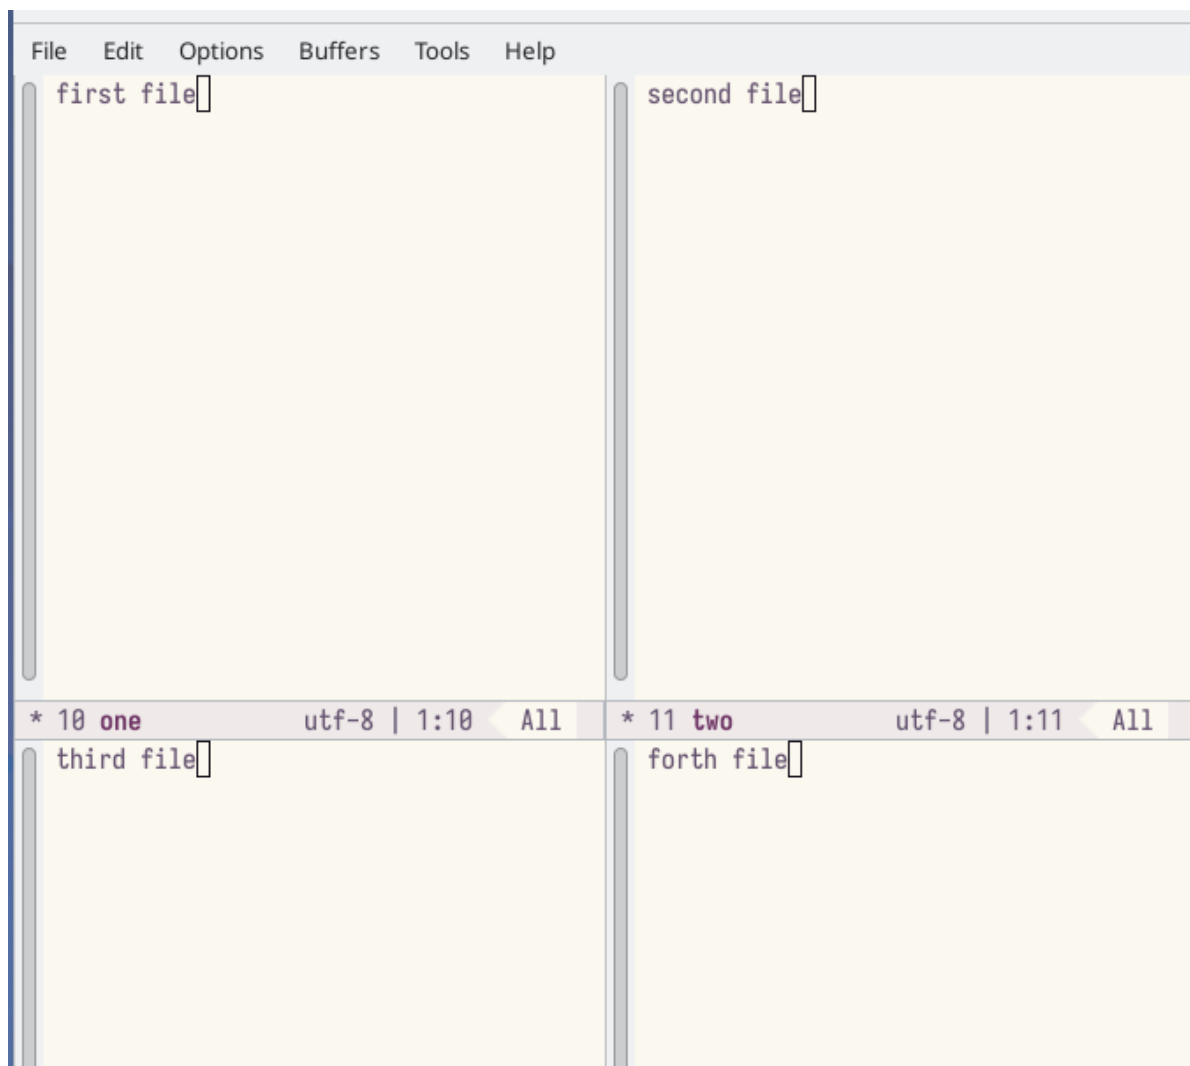 File Edit Options Buffers Tools Help
first file
second file
* 10 one utf-8 | 1:10 All
* 11 two utf-8 | 1:11 All
third file
forth file